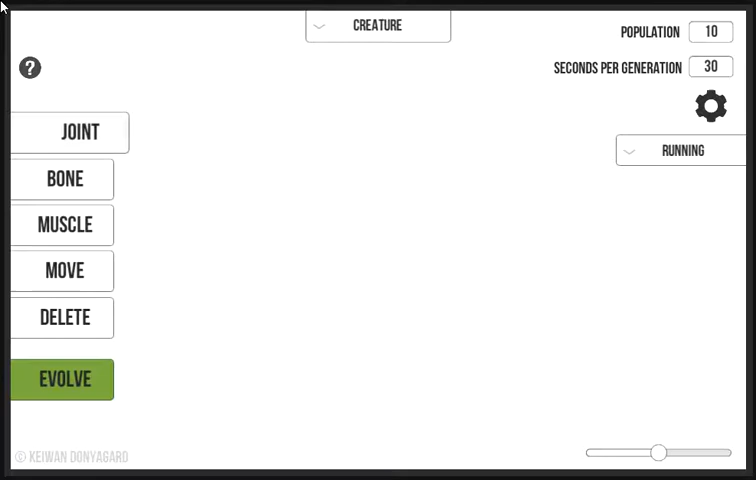 CREATURE
POPULATION 10
?
SECONDS PER GENERATION 30
JOINT
RUNNING
BONE
MUSCLE
MOVE
DELETE
EVOLVE
© KEIWAN DONYAGARD